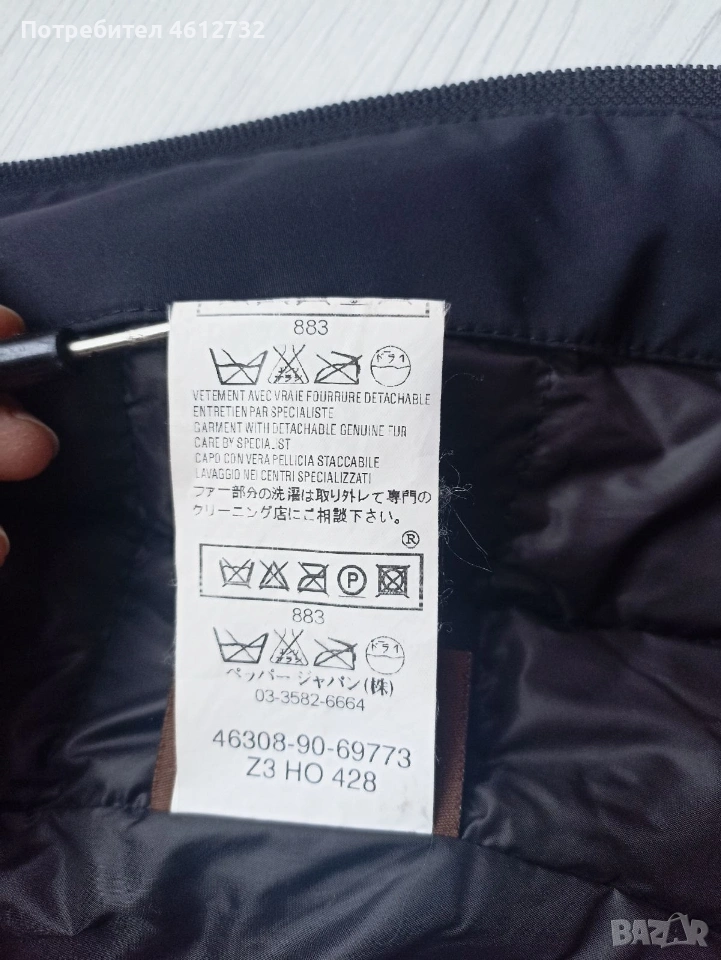 Потребител 4612732
883
ドライ
VETEMENT AVEC VRAIE FOURRURE DETACHABLE
ENTRETIEN PAR SPECIALISTE
GARMENT WITH DETACHABLE GENUINE FUR
CARE BY SPECIALIST
CAPO CON VERA PELLICIA STACCABILE
LAVAGGIO NEI CENTRI SPECIALIZZATI
ファー部分の洗濯は取り外して専門の
クリーニング店にご相談下さい。
®
P
883
ドライ
ペッパー ジャパン(株)
03-3582-6664
46308-90-69773
Z3 HO 428
BAZAR